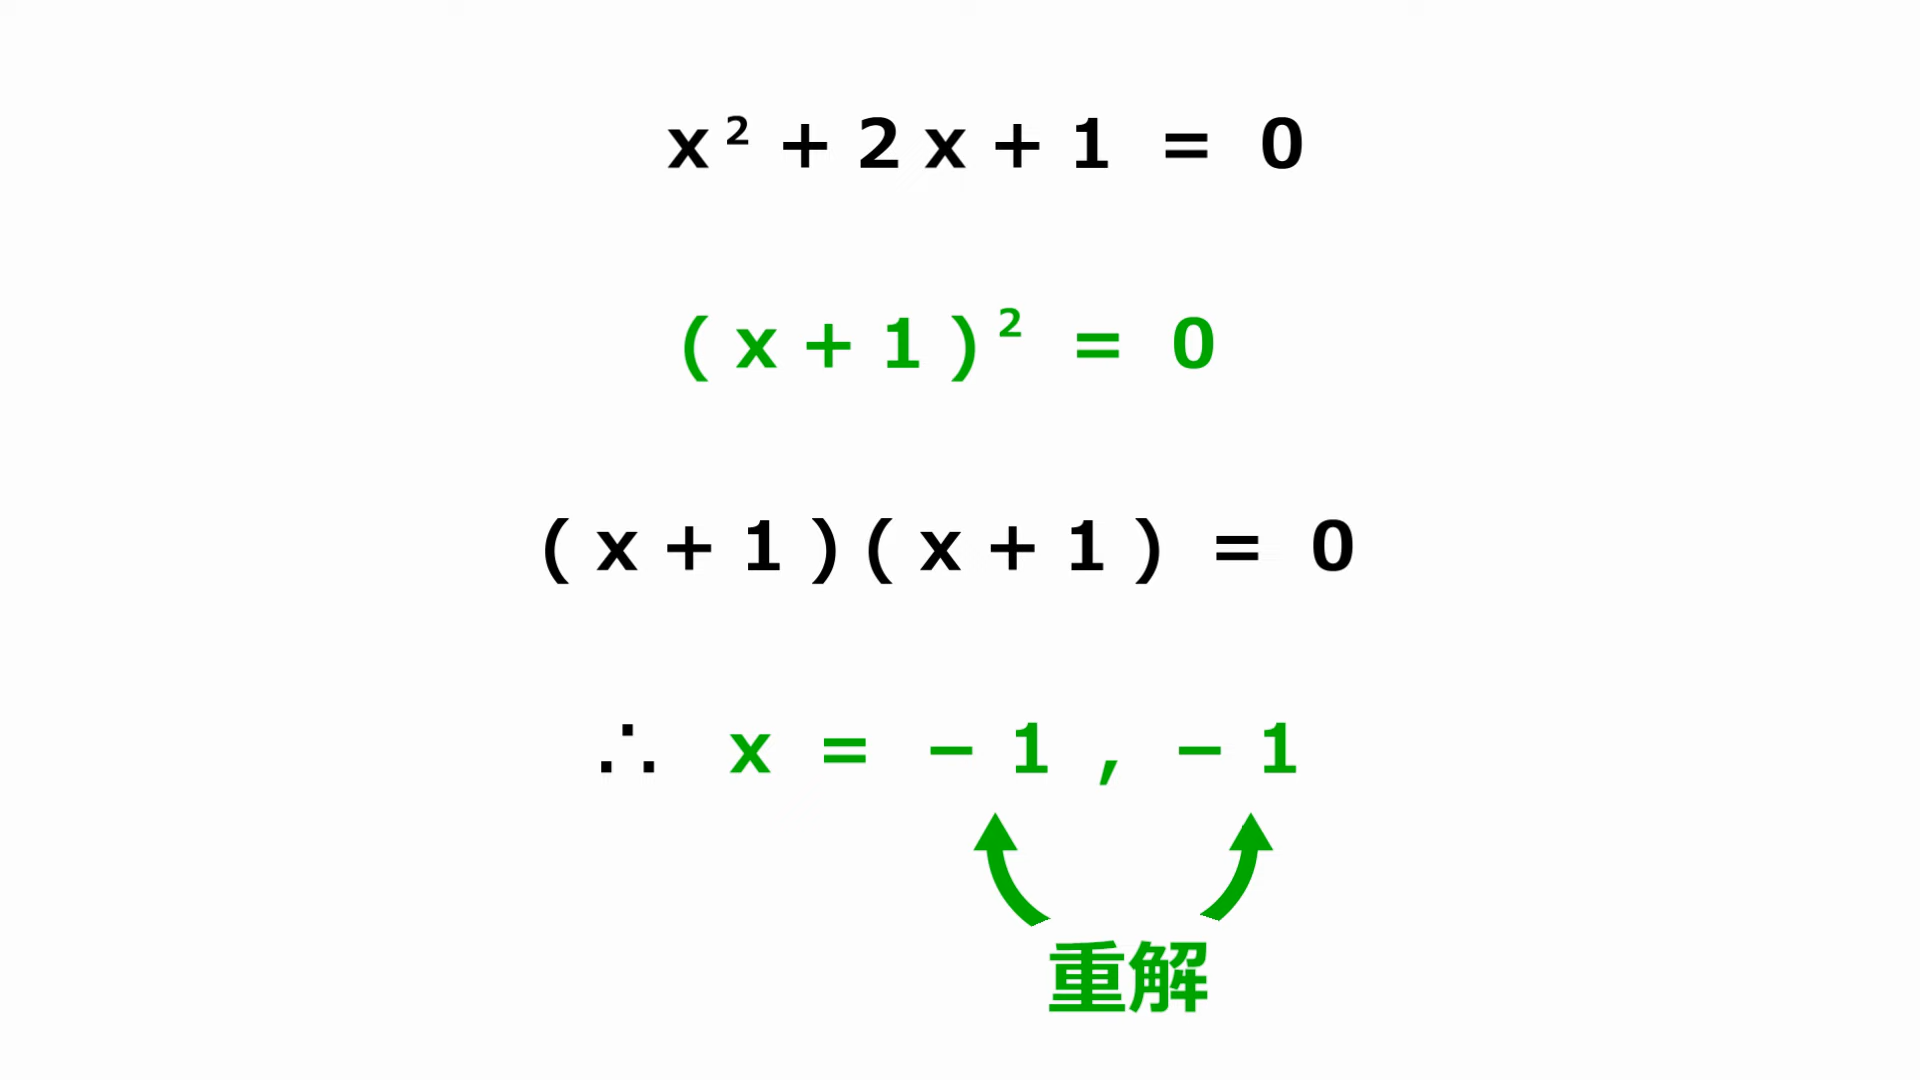 x² + 2x + 1 = 0
(x + 1)² = 0
(x + 1)(x + 1) = 0
∴ x = −1, −1
重解